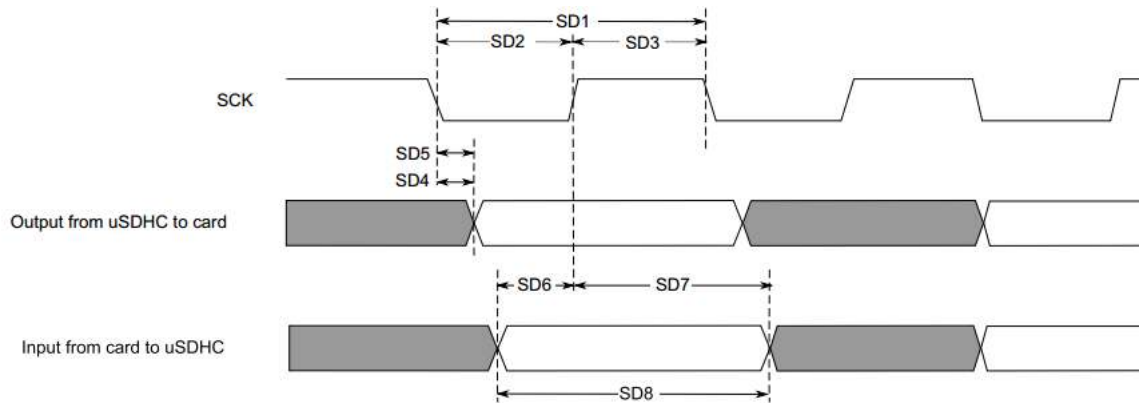 SD1
SD2 SD3
SCK
SD5
SD4
Output from uSDHC to card
SD6 SD7
Input from card to uSDHC
SD8